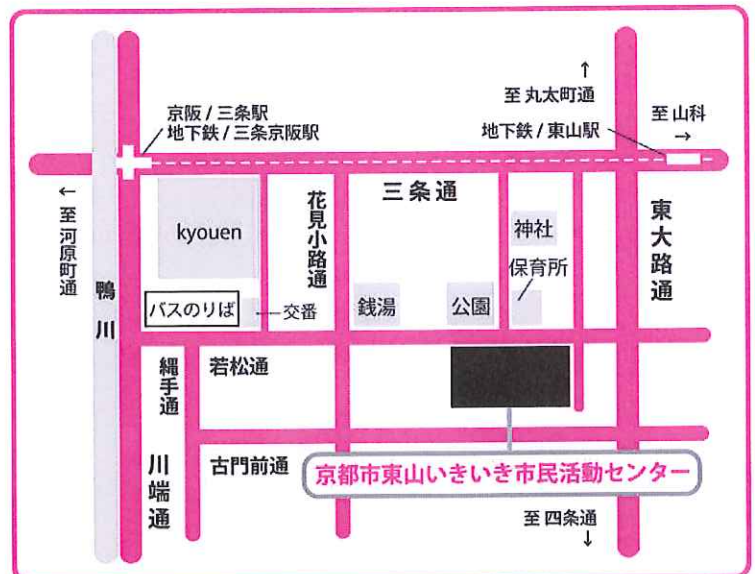 ↑
至 丸太町通
京阪 / 三条駅
地下鉄 / 三条京阪駅
地下鉄 / 東山駅
至 山科
→
三条通
← 至 河原町通
鴨川
kyouen
花見小路通
神社
保育所
東大路通
バスのりば
交番
銭湯
公園
縄手通
若松通
川端通
古門前通
京都市東山いきいき市民活動センター
至 四条通
↓